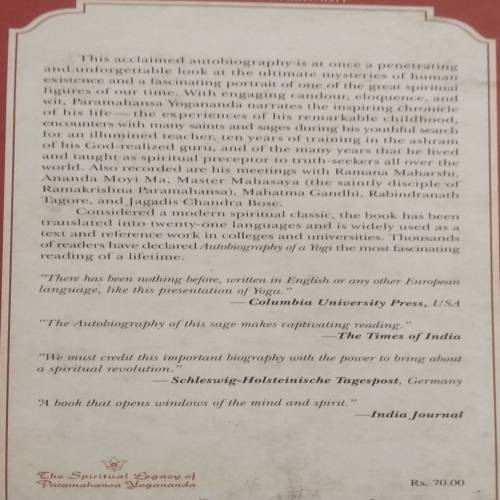 This acclaimed autobiography is at once a penetrating
and unforgettable look at the ultimate mysteries of human
existence and a fascinating portrait of one of the great spiritual
figures of our time. With engaging candour, eloquence, and
wit, Paramahansa Yogananda narrates the inspiring chronicle
of his life — the experiences of his remarkable childhood,
encounters with many saints and sages during his youthful search
for an illumined teacher, ten years of training in the ashram
of his God-realized guru, and of the many years that he lived
and taught as spiritual preceptor to truth-seekers all over the
world. Also recorded are his meetings with Ramana Maharshi,
Ananda Moyi Ma, Master Mahasaya (the saintly disciple of
Ramakrishna Paramahansa), Mahatma Gandhi, Rabindranath
Tagore, and Jagadis Chandra Bose.
Considered a modern spiritual classic, the book has been
translated into twenty-one languages and is widely used as a
text and reference work in colleges and universities. Thousands
of readers have declared Autobiography of a Yogi the most fascinating
reading of a lifetime.
"There has been nothing before, written in English or any other European
language, like this presentation of Yoga."
—Columbia University Press, USA
"The Autobiography of this sage makes captivating reading."
—The Times of India
"We must credit this important biography with the power to bring about
a spiritual revolution."
— Schleswig-Holsteinische Tagespost, Germany
"A book that opens windows of the mind and spirit."
—India Journal
The Spiritual Legacy of
Paramahansa Yogananda
Rs. 70.00